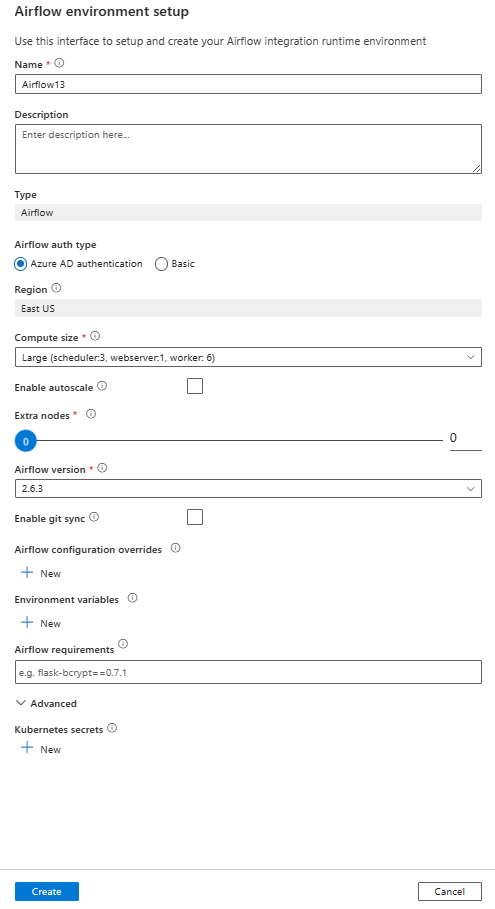 Airflow environment setup
Use this interface to setup and create your Airflow integration runtime environment
Name *
Airflow13
Description
Enter description here...
Type
Airflow
Airflow auth type
Azure AD authentication Basic
Region
East US
Compute size *
Large (scheduler:3, webserver:1, worker: 6)
Enable autoscale
Extra nodes *
0 0
Airflow version *
2.6.3
Enable git sync
Airflow configuration overrides
New
Environment variables
New
Airflow requirements
e.g. flask-bcrypt==0.7.1
Advanced
Kubernetes secrets
New
Create Cancel